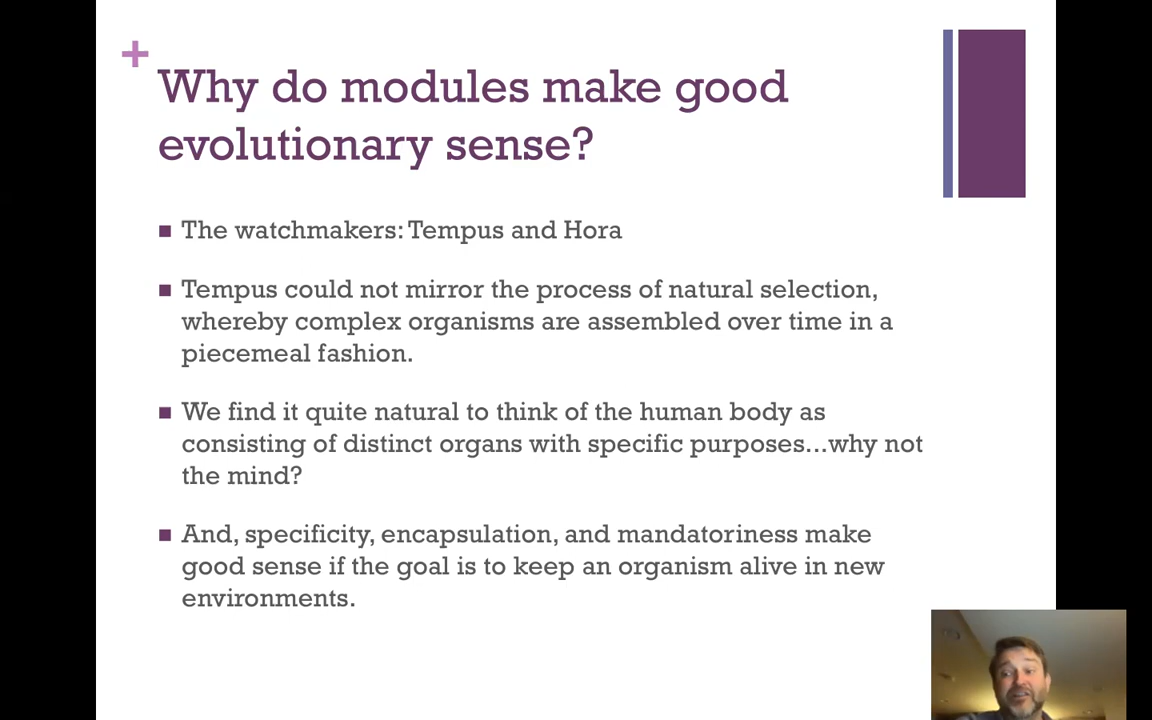 +
Why do modules make good
evolutionary sense?
■ The watchmakers: Tempus and Hora
■ Tempus could not mirror the process of natural selection,
whereby complex organisms are assembled over time in a
piecemeal fashion.
■ We find it quite natural to think of the human body as
consisting of distinct organs with specific purposes...why not
the mind?
■ And, specificity, encapsulation, and mandatoriness make
good sense if the goal is to keep an organism alive in new
environments.